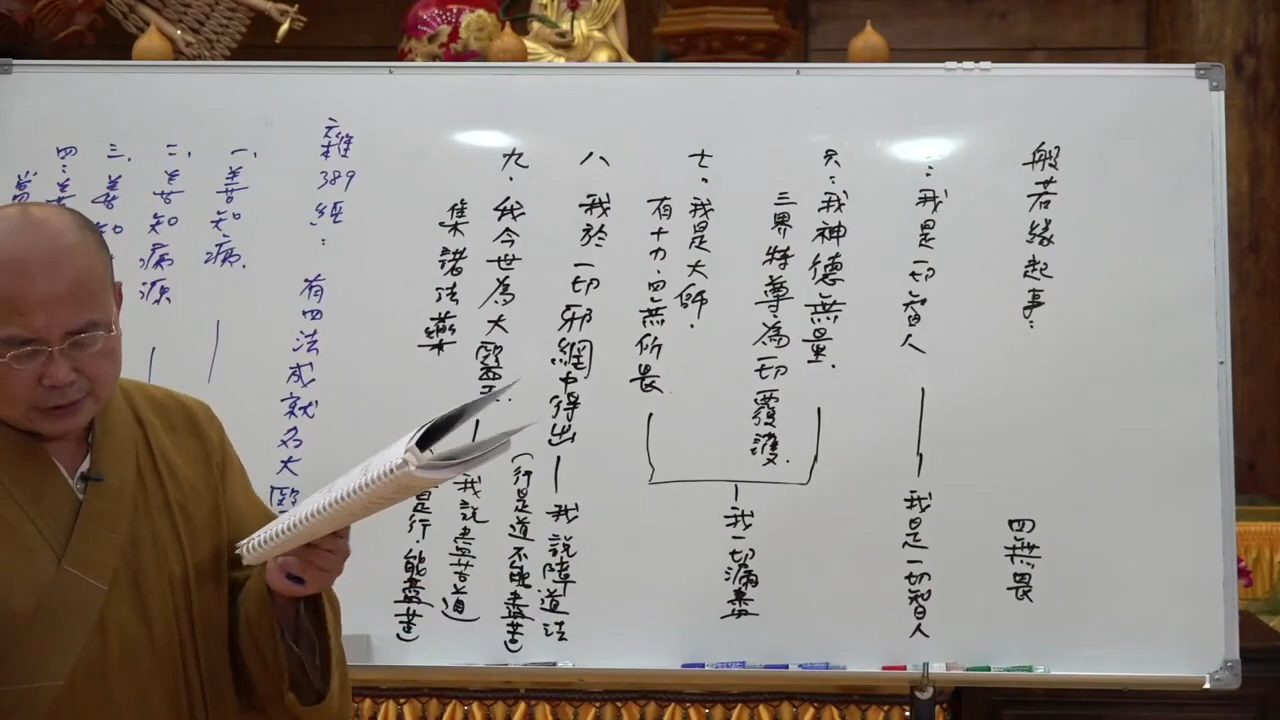 般若緣起事：
四無畏
我是一切智人
我是一切智人
六：我神德無量．
三界特尊為一切覆護．
七。我是大師．
有十力．四無所畏
我一切漏盡
八 我於一切邪網中得出
我說障道法
(行是道不能盡苦)
九．我今世為大醫王．
集諸法藥
我說盡苦道
是行．能盡苦)
雜389經：
有四法成就名大醫
一、善知病．
二、善知病源
三、善知
四：善
當